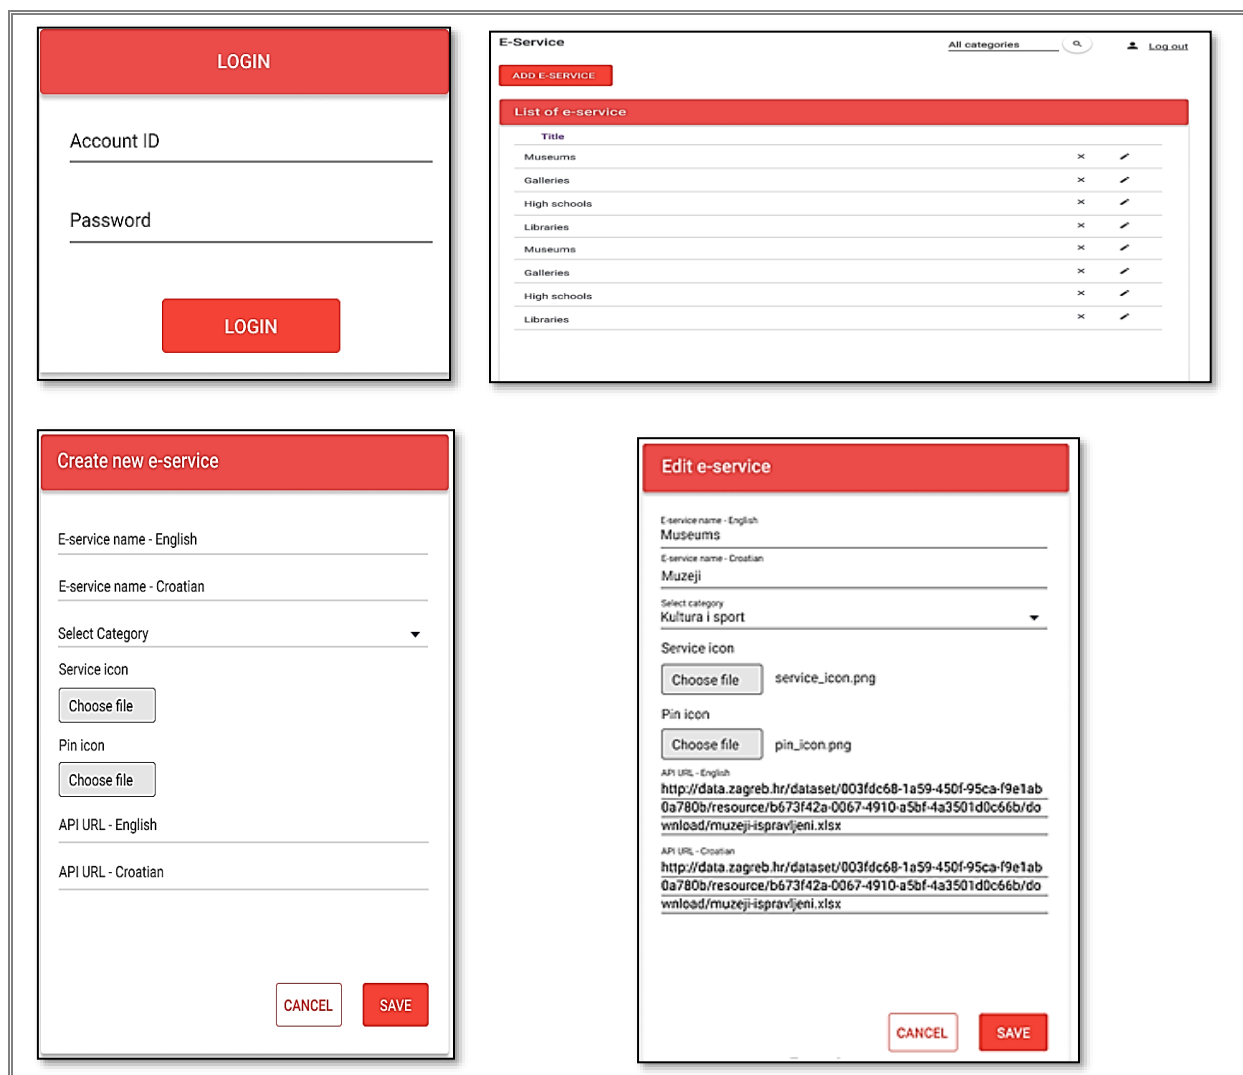 LOGIN
Account ID
Password
LOGIN
E-Service
All categories
Log out
ADD E-SERVICE
List of e-service
Title
Museums
Galleries
High schools
Libraries
Museums
Galleries
High schools
Libraries
Create new e-service
E-service name - English
E-service name - Croatian
Select Category
Service icon
Choose file
Pin icon
Choose file
API URL - English
API URL - Croatian
CANCEL SAVE
Edit e-service
E-service name - English
Museums
E-service name - Croatian
Muzeji
Select category
Kultura i sport
Service icon
Choose file service_icon.png
Pin icon
Choose file pin_icon.png
API URL - English
http://data.zagreb.hr/dataset/003fdc68-1a59-450f-95ca-f9e1ab
0a780b/resource/b673f42a-0067-4910-a5bf-4a3501d0c66b/do
wnload/muzeji-ispravljeni.xlsx
API URL - Croatian
http://data.zagreb.hr/dataset/003fdc68-1a59-450f-95ca-f9e1ab
0a780b/resource/b673f42a-0067-4910-a5bf-4a3501d0c66b/do
wnload/muzeji-ispravljeni.xlsx
CANCEL SAVE